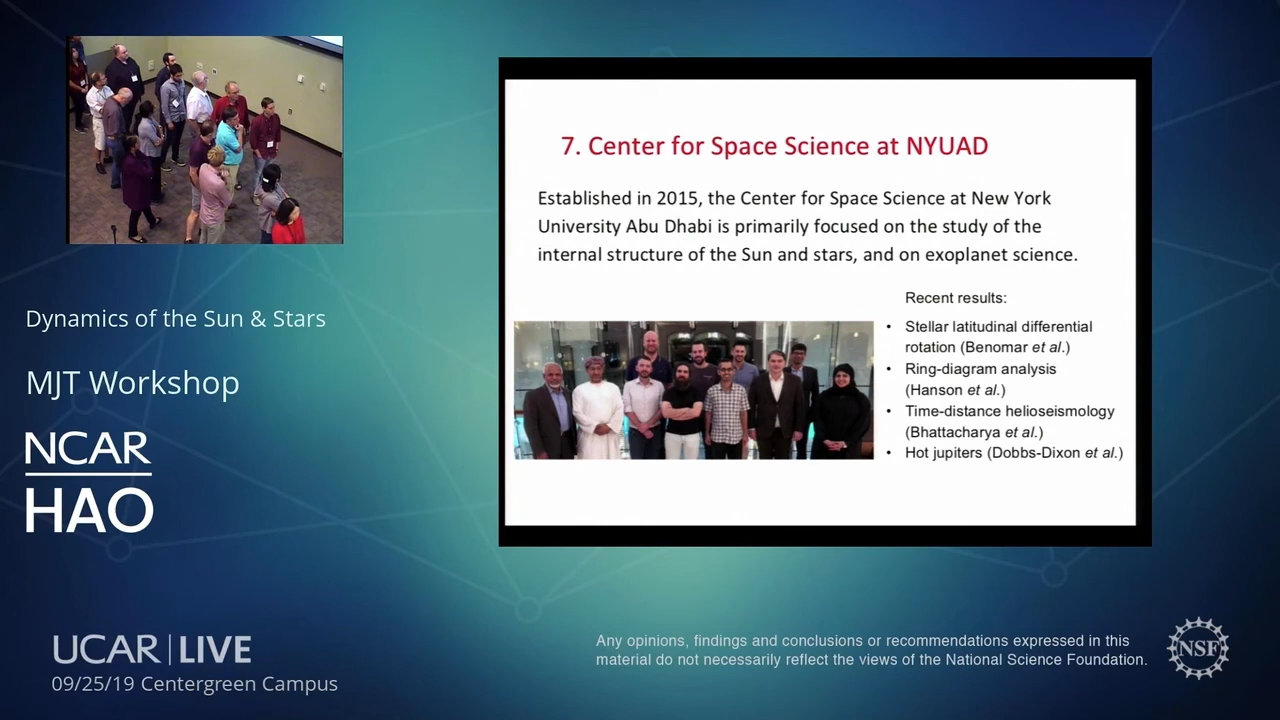 Dynamics of the Sun & Stars
MJT Workshop
NCAR
HAO
UCAR | LIVE
09/25/19 Centergreen Campus
7. Center for Space Science at NYUAD
Established in 2015, the Center for Space Science at New York
University Abu Dhabi is primarily focused on the study of the
internal structure of the Sun and stars, and on exoplanet science.
Recent results:
• Stellar latitudinal differential
rotation (Benomar et al.)
• Ring-diagram analysis
(Hanson et al.)
• Time-distance helioseismology
(Bhattacharya et al.)
• Hot jupiters (Dobbs-Dixon et al.)
Any opinions, findings and conclusions or recommendations expressed in this
material do not necessarily reflect the views of the National Science Foundation.
NSF